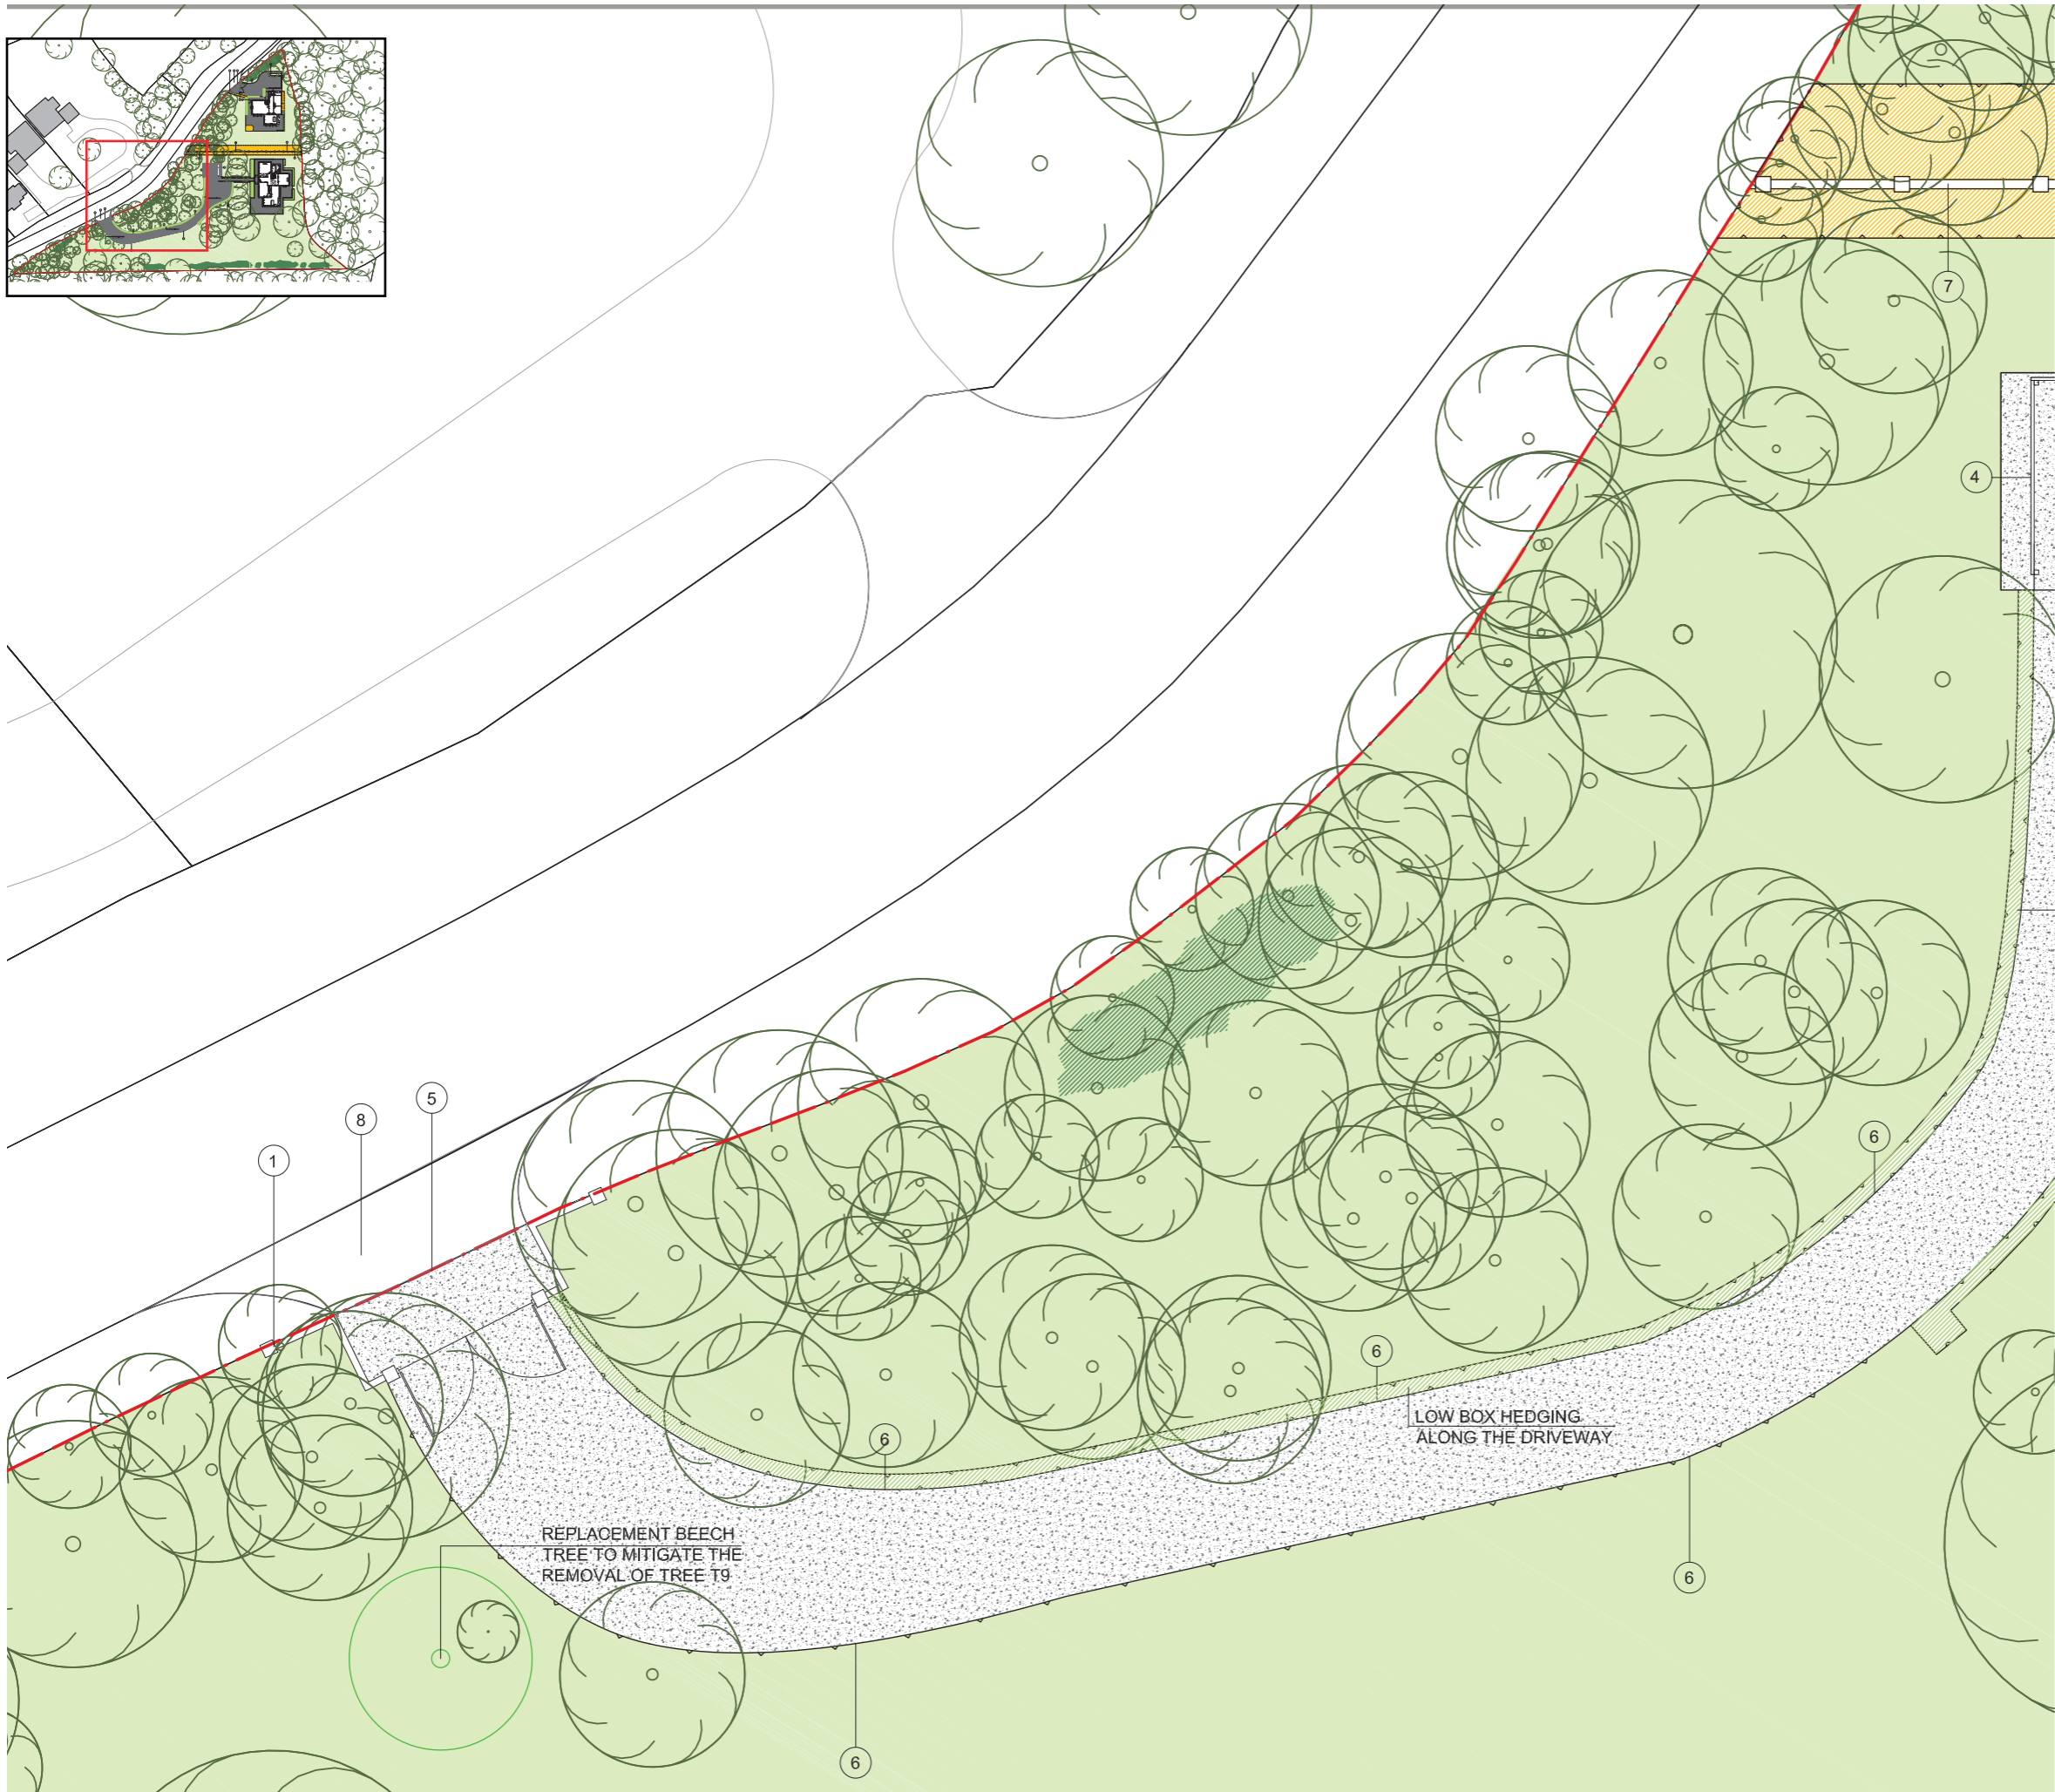 7
4
5
8
1
6
6
LOW BOX HEDGING
ALONG THE DRIVEWAY
6
REPLACEMENT BEECH
TREE TO MITIGATE THE
REMOVAL OF TREE T9
6
6